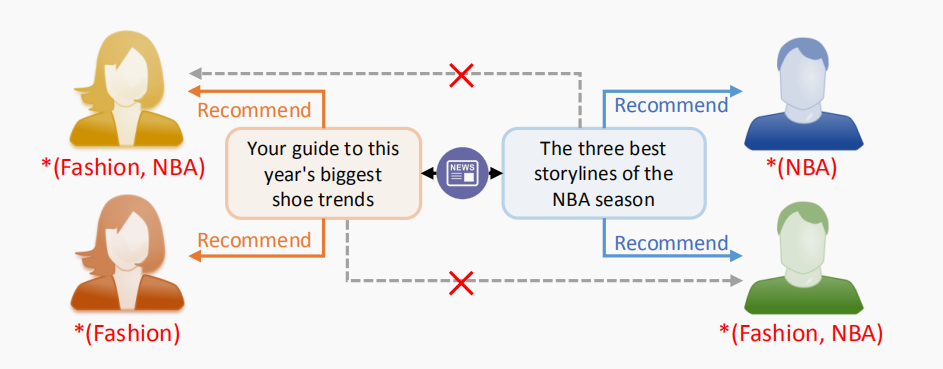 Recommend
Recommend
*(Fashion, NBA)
Your guide to this
year's biggest
shoe trends
NEWS
The three best
storylines of the
NBA season
*(NBA)
Recommend
Recommend
*(Fashion)
*(Fashion, NBA)